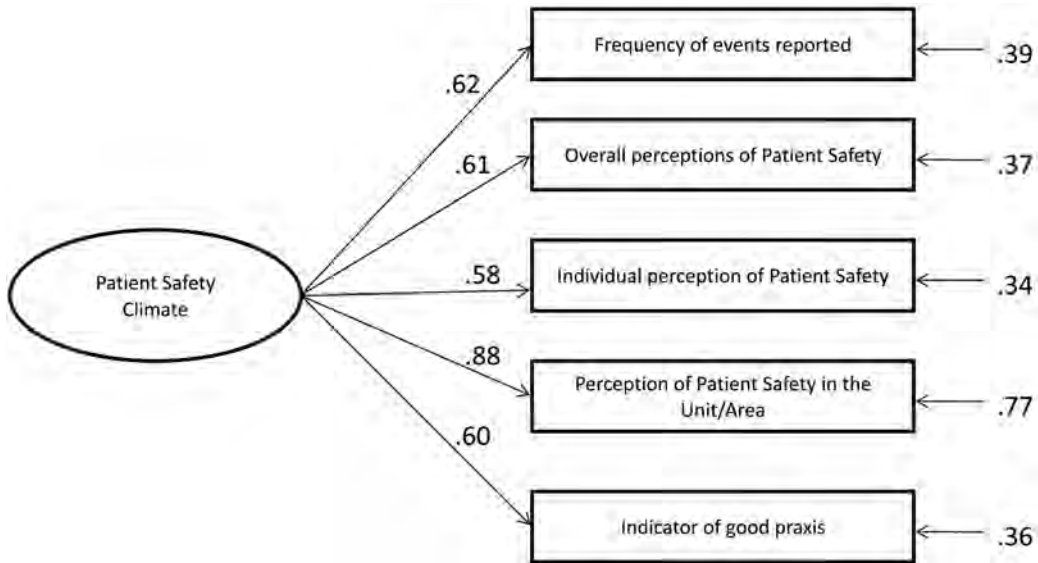 Frequency of events reported
.39
.62
Overall perceptions of Patient Safety
.37
.61
Patient Safety
Climate
Individual perception of Patient Safety
.34
.58
Perception of Patient Safety in the
Unit/Area
.77
.88
Indicator of good praxis
.36
.60